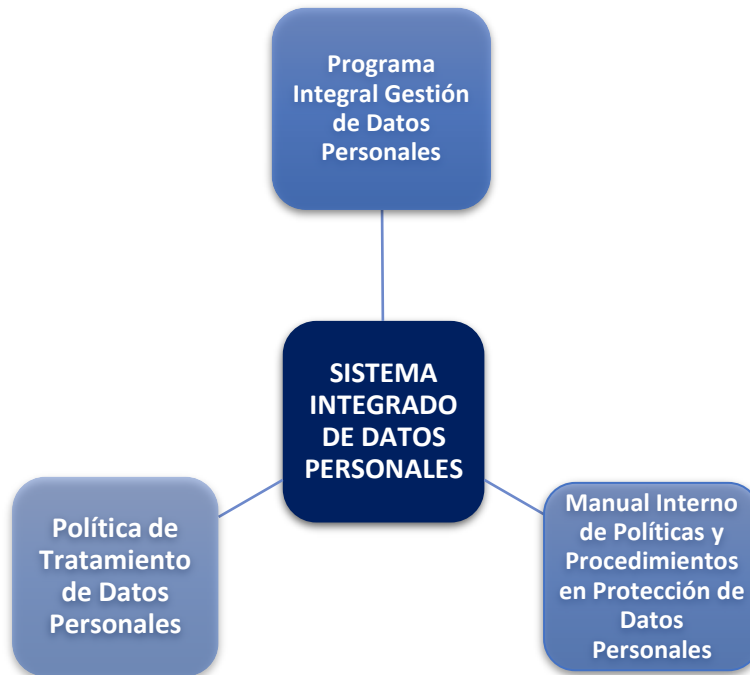 Programa
Integral Gestión
de Datos
Personales
SISTEMA
INTEGRADO
DE DATOS
PERSONALES
Política de
Tratamiento
de Datos
Personales
Manual Interno
de Políticas y
Procedimientos
en Protección de
Datos
Personales